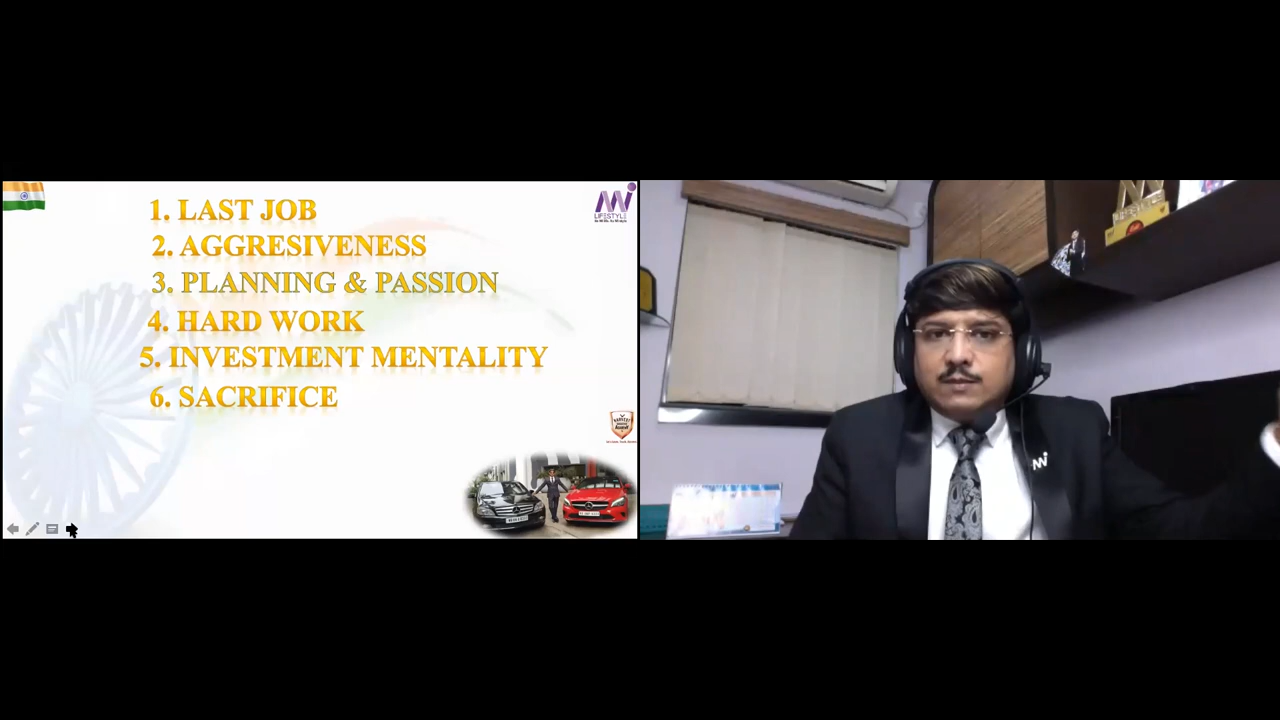 1. LAST JOB
2. AGGRESIVENESS
3. PLANNING & PASSION
4. HARD WORK
5. INVESTMENT MENTALITY
6. SACRIFICE
LIFESTYLE